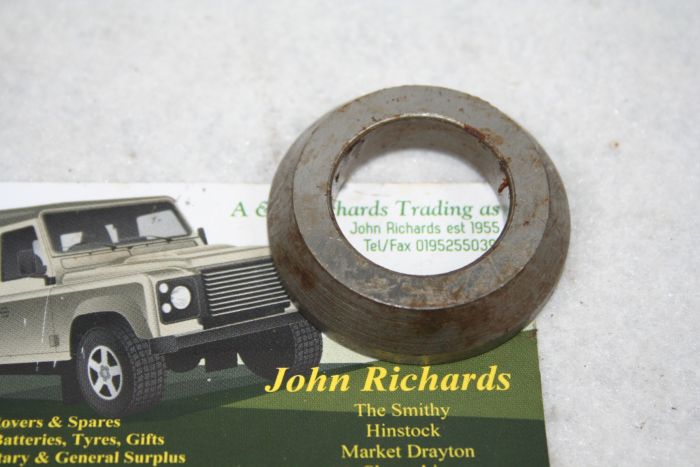 A & hards Trading as
John Richards est 1955
Tel/Fax 019525503
John Richards
The Smithy
Hinstock
Market Drayton
overs & Spares
Batteries, Tyres, Gifts
tary & General Surplus